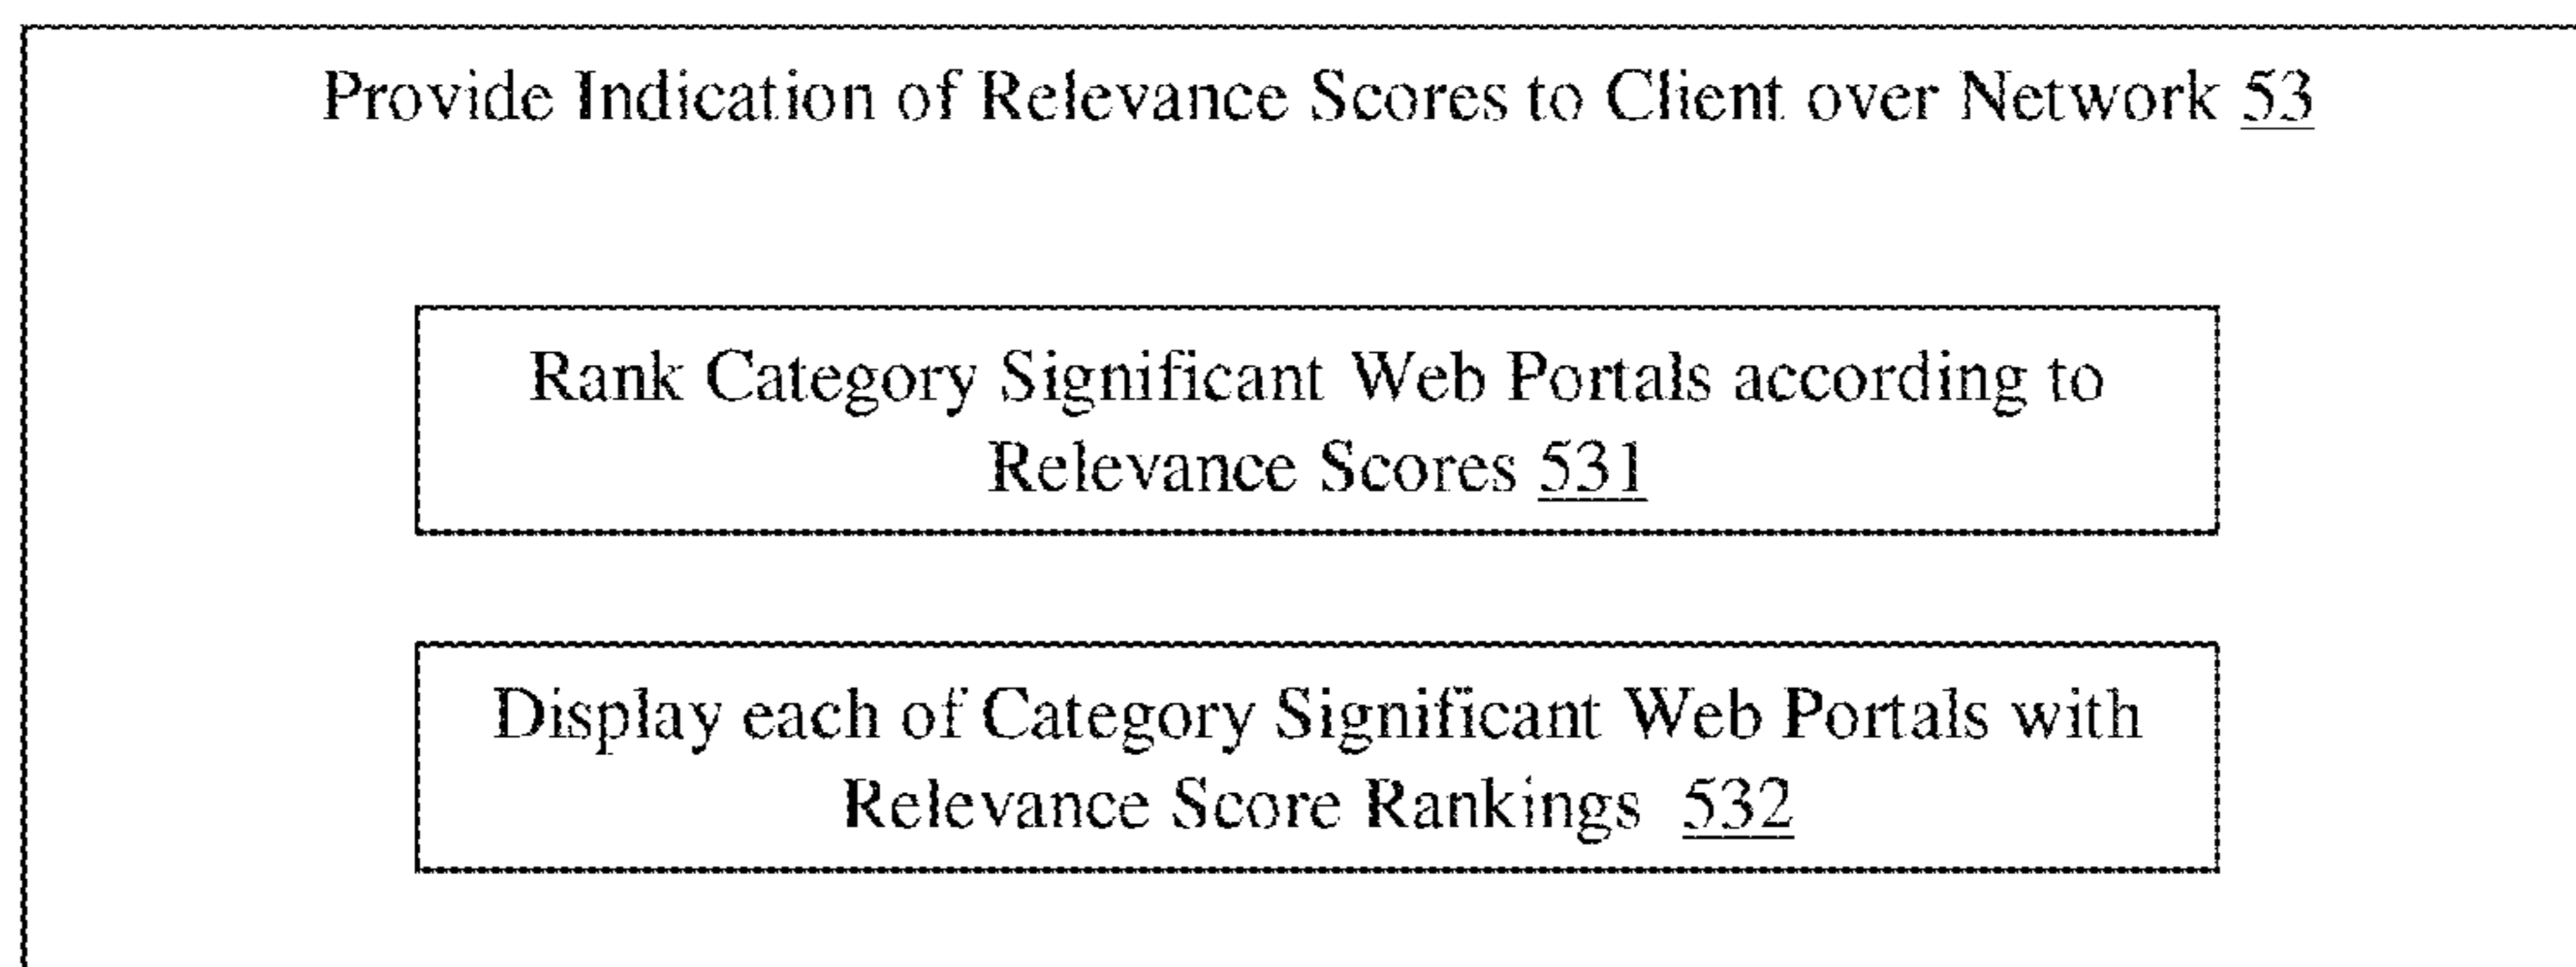 Provide Indication of Relevance Scores to Client over Network 53
Rank Category Significant Web Portals according to
Relevance Scores 531
Display each of Category Significant Web Portals with
Relevance Score Rankings 532